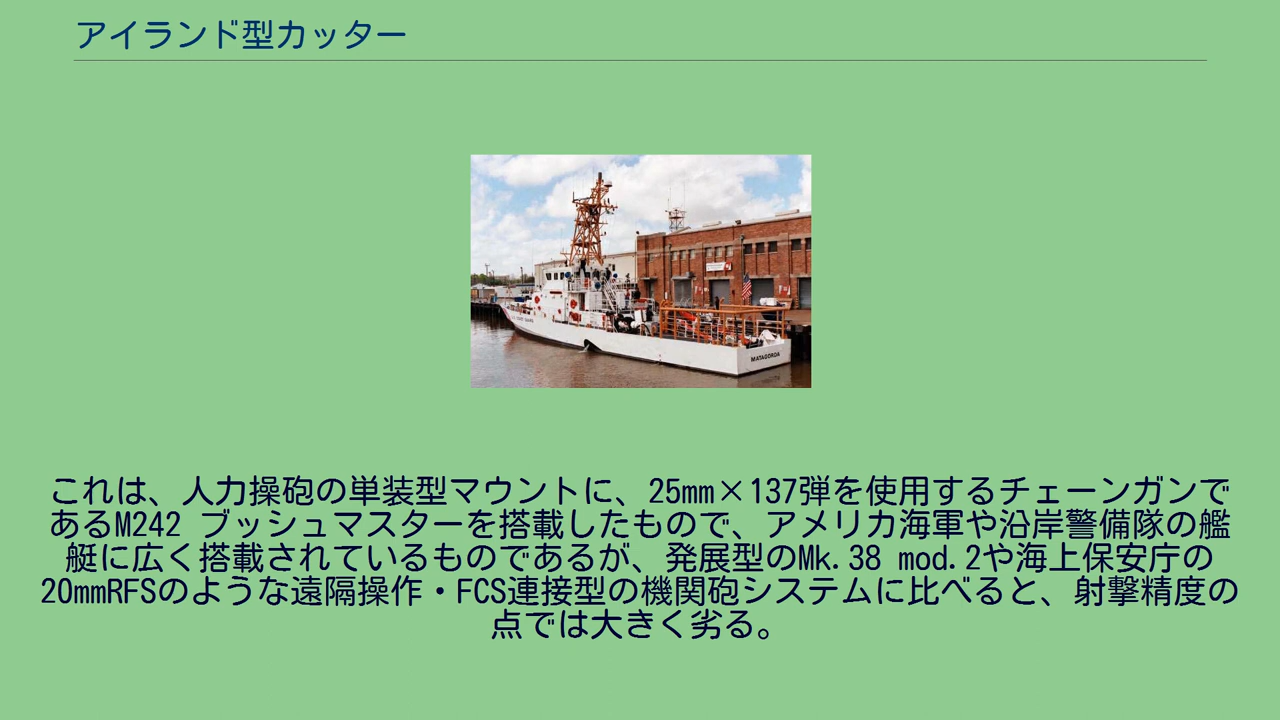 アイランド型カッター
MATAGORDA
これは、人力操砲の単装型マウントに、25mm×137弾を使用するチェーンガンで
あるM242 ブッシュマスターを搭載したもので、アメリカ海軍や沿岸警備隊の艦
艇に広く搭載されているものであるが、発展型のMk.38 mod.2や海上保安庁の
20mmRFSのような遠隔操作・FCS連接型の機関砲システムに比べると、射撃精度の
点では大きく劣る。